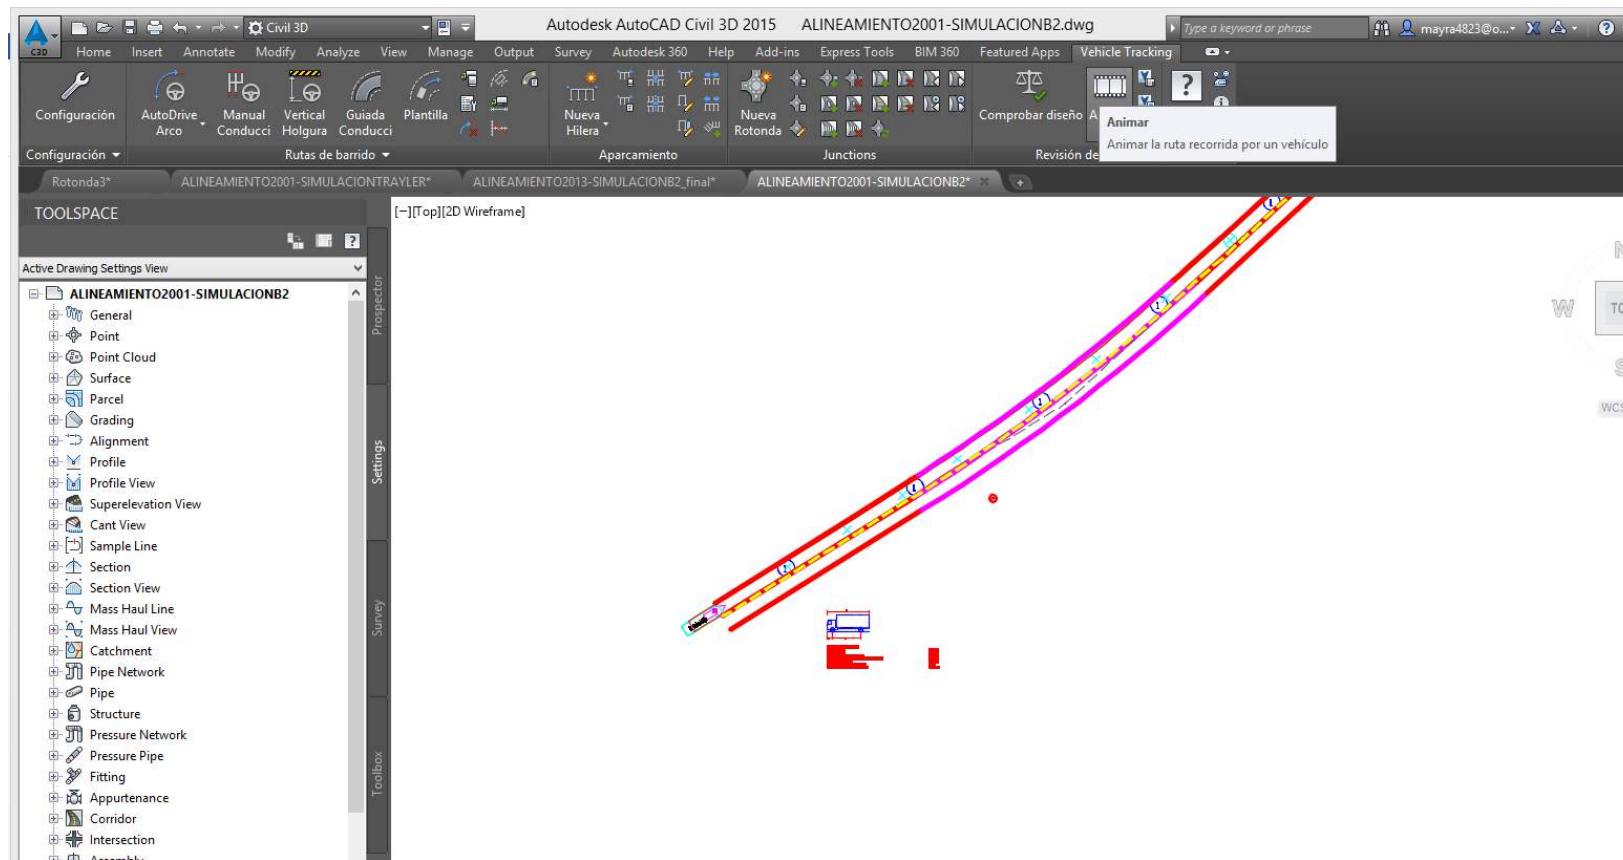 Civil 3D
Autodesk AutoCAD Civil 3D 2015 ALINEAMIENTO2001-SIMULACIONB2.dwg
Type a keyword or phrase
mayra4823@o...
C3D
Home Insert Annotate Modify Analyze View Manage Output Survey Autodesk 360 Help Add-ins Express Tools BIM 360 Featured Apps Vehicle Tracking
Configuración
AutoDrive Arco
Manual Conducci
Vertical Holgura
Guiada Conducci
Plantilla
Nueva Hilera
Nueva Rotonda
Comprobar diseño A
Animar
Animar la ruta recorrida por un vehículo
Configuración
Rutas de barrido
Aparcamiento
Junctions
Revisión de
Rotonda3*
ALINEAMIENTO2001-SIMULACIONTRAYLER*
ALINEAMIENTO2013-SIMULACIONB2_final*
ALINEAMIENTO2001-SIMULACIONB2*
TOOLSPACE
[−][Top][2D Wireframe]
Active Drawing Settings View
ALINEAMIENTO2001-SIMULACIONB2
General
Point
Point Cloud
Surface
Parcel
Grading
Alignment
Profile
Profile View
Superelevation View
Cant View
Sample Line
Section
Section View
Mass Haul Line
Mass Haul View
Catchment
Pipe Network
Pipe
Structure
Pressure Network
Pressure Pipe
Fitting
Appurtenance
Corridor
Intersection
Assembly
Prospector
Settings
Survey
Toolbox
N
W
TO
S
WCS